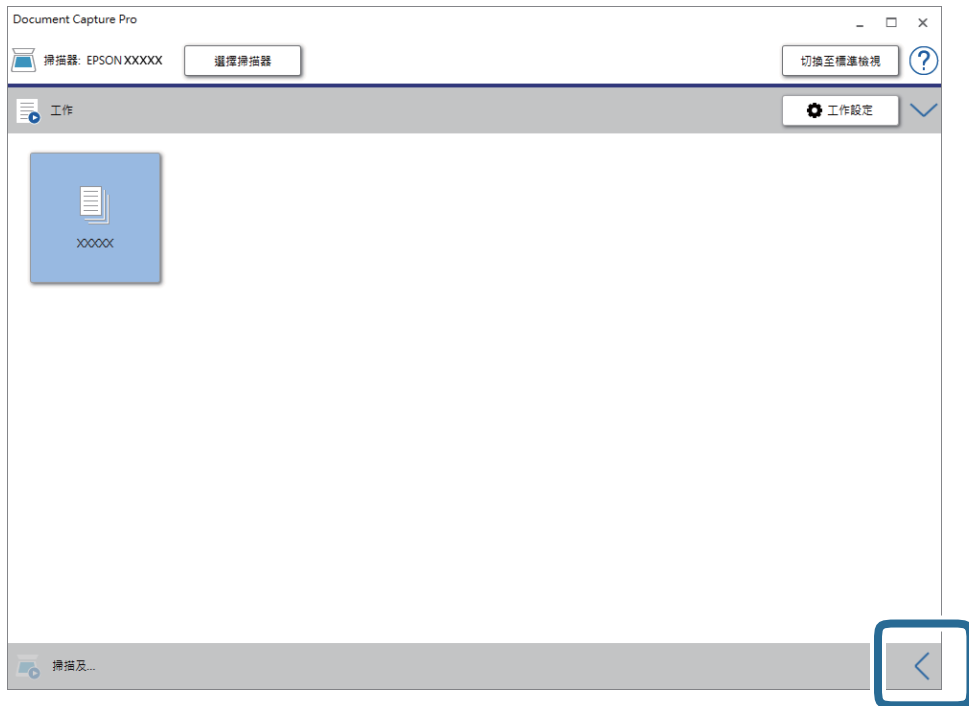 Document Capture Pro
掃描器: EPSON XXXXX
選擇掃描器
切換至標準檢視
?
工作
工作設定
XXXXX
掃描及...